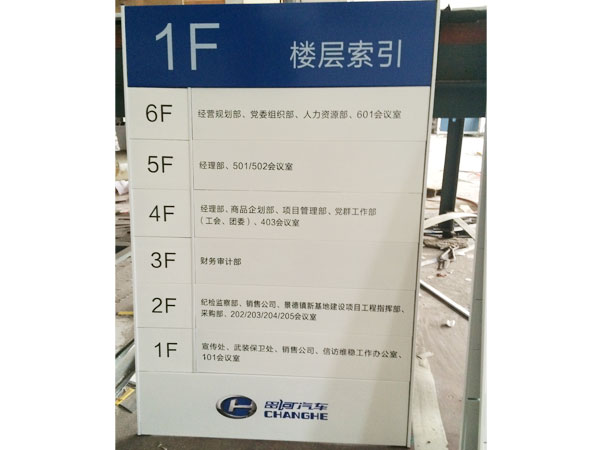 1F 楼层索引
6F 经营规划部、党委组织部、人力资源部、601会议室
5F 经理部、501/502会议室
4F 经理部、商品企划部、项目管理部、党群工作部
（工会、团委）、403会议室
3F 财务审计部
2F 纪检监察部、销售公司、景德镇新基地建设项目工程指挥部、
采购部、202/203/204/205会议室
1F 宣传处、武装保卫处、销售公司、信访维稳工作办公室、
101会议室
昌河汽车
CHANGHE